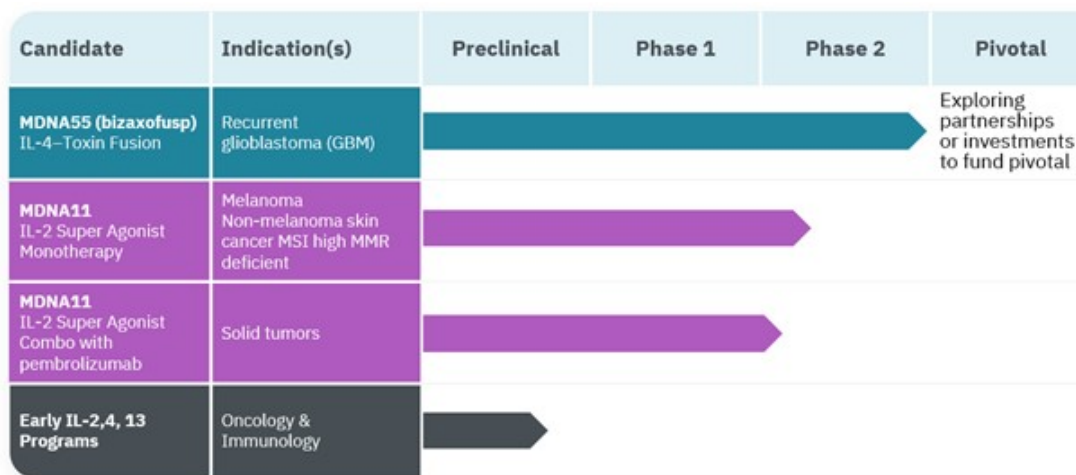 Candidate
Indication(s)
Preclinical
Phase 1
Phase 2
Pivotal
MDNA55 (bizaxofusp)
IL-4–Toxin Fusion
Recurrent
glioblastoma (GBM)
Exploring
partnerships
or investments
to fund pivotal
MDNA11
IL-2 Super Agonist
Monotherapy
Melanoma
Non-melanoma skin
cancer MSI high MMR
deficient
MDNA11
IL-2 Super Agonist
Combo with
pembrolizumab
Solid tumors
Early IL-2,4, 13
Programs
Oncology &
Immunology